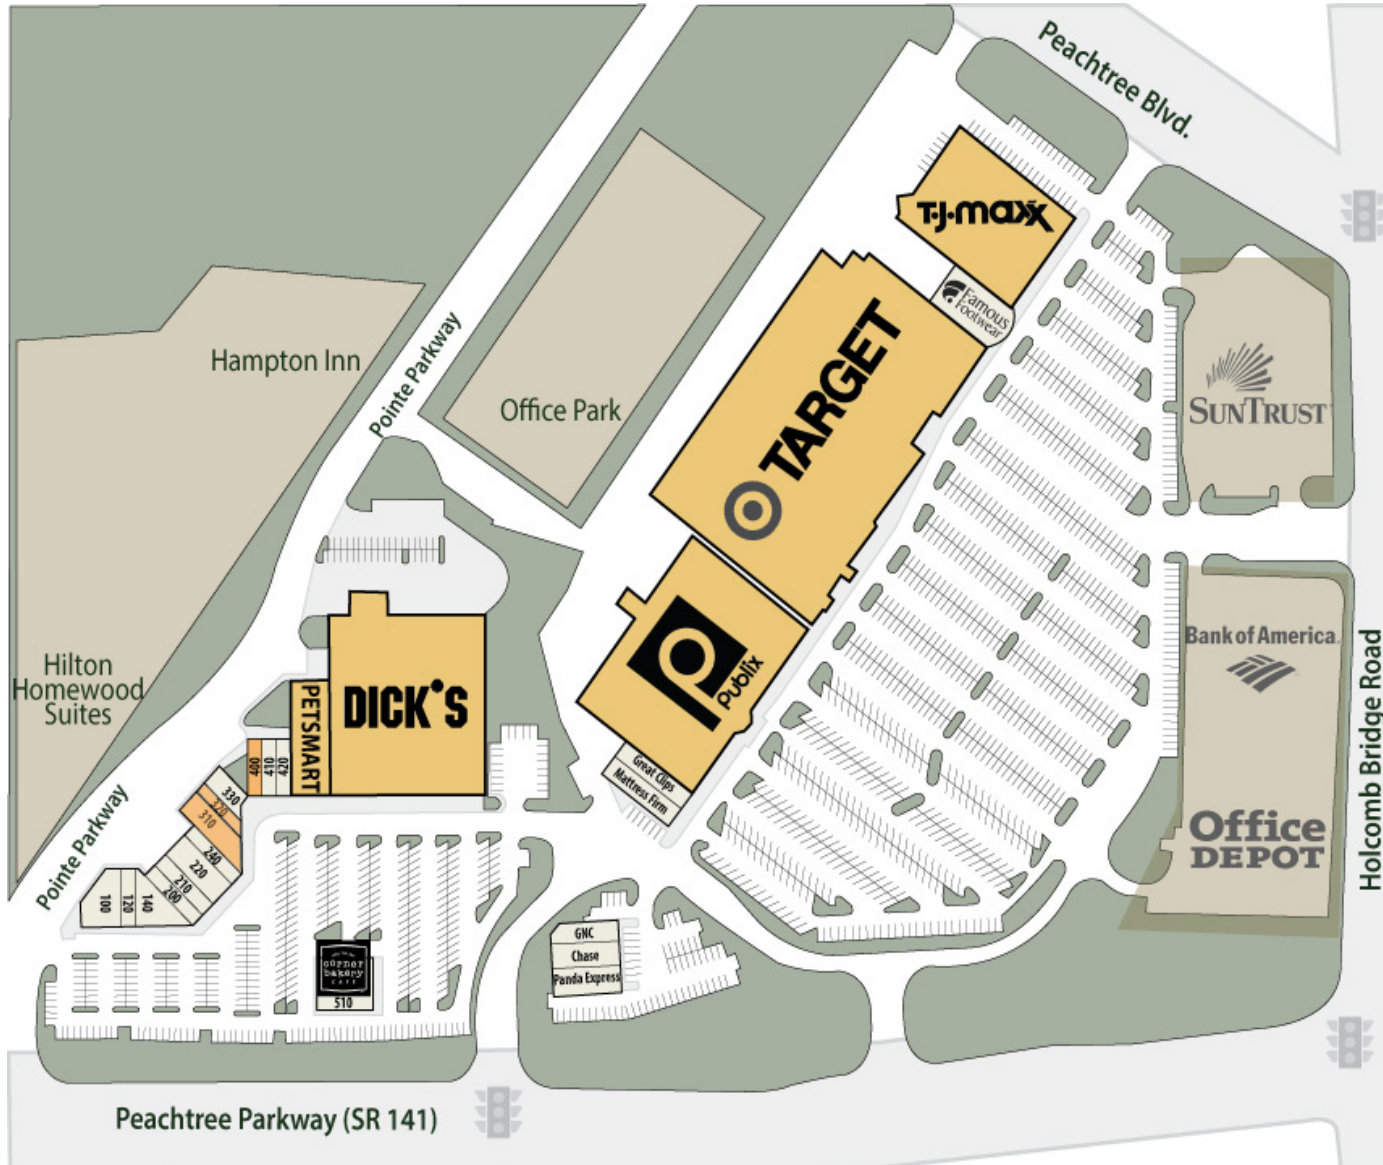 Peachtree Blvd.
T·J·maxx
Famous
Footwear
Hampton Inn
Pointe Parkway
Office Park
TARGET
SUNTRUST
Bank of America
Holcomb Bridge Road
Hilton
Homewood
Suites
PETSMART
DICK'S
Publix
Great Clips
Mattress Firm
400
410
420
330
320
310
240
220
210
200
140
120
100
Pointe Parkway
Office
DEPOT
GNC
Chase
Panda Express
corner
bakery
CAFE
510
Peachtree Parkway (SR 141)